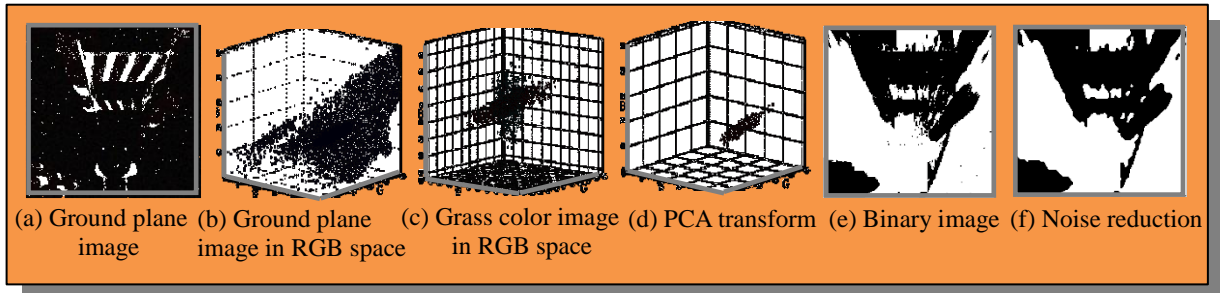 (a) Ground plane
image
(b) Ground plane
image in RGB space
(c) Grass color image
in RGB space
(d) PCA transform
(e) Binary image
(f) Noise reduction